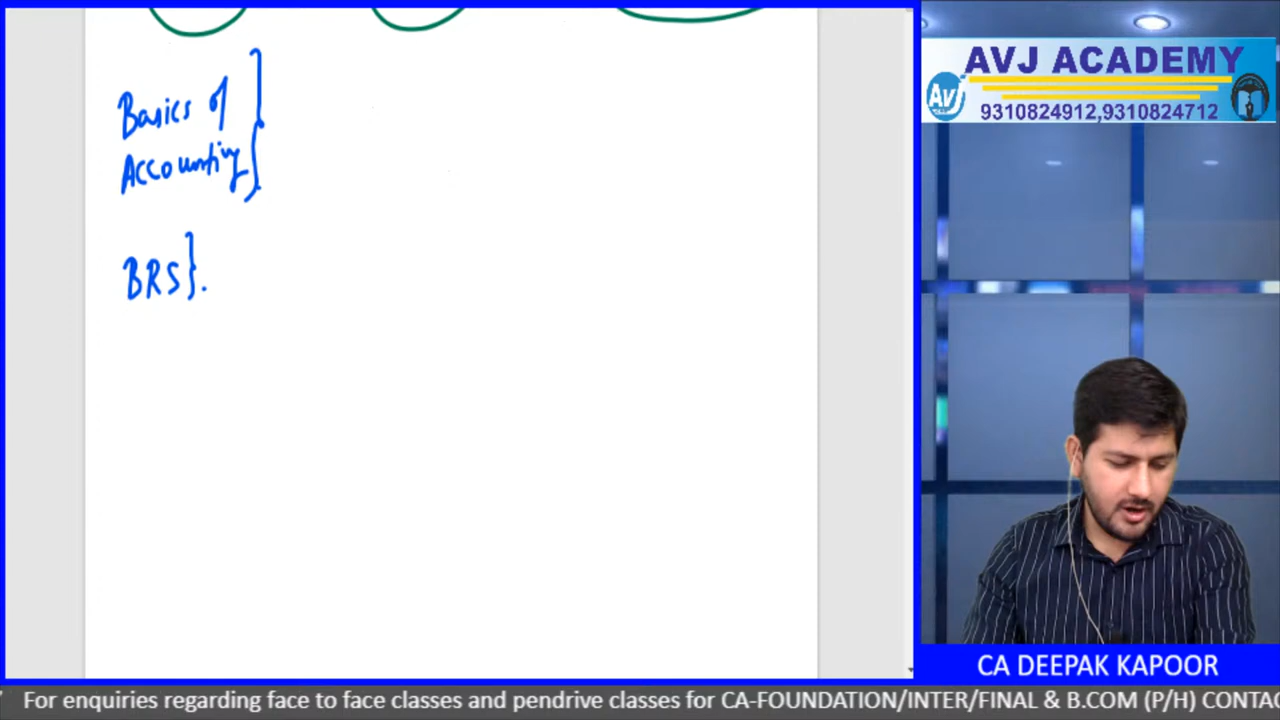 Basics of
Accounting
BRS
AVJ ACADEMY
AV
9310824912,9310824712
CA DEEPAK KAPOOR
For enquiries regarding face to face classes and pendrive classes for CA-FOUNDATION/INTER/FINAL & B.COM (P/H) CONTAC